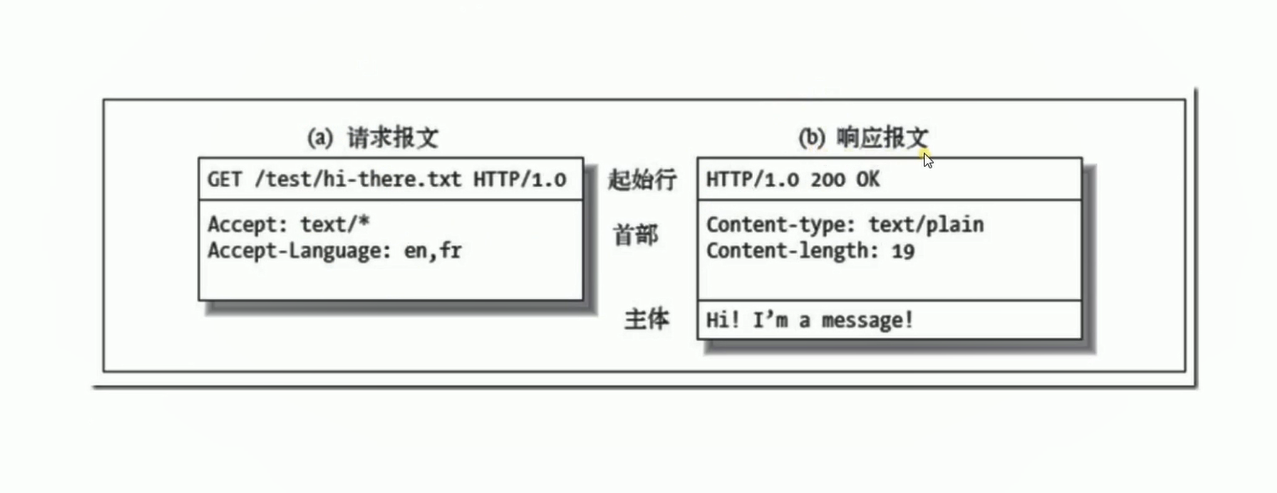 (a) 请求报文
GET /test/hi-there.txt HTTP/1.0
Accept: text/*
Accept-Language: en,fr
起始行
首部
主体
(b) 响应报文
HTTP/1.0 200 OK
Content-type: text/plain
Content-length: 19
Hi! I'm a message!